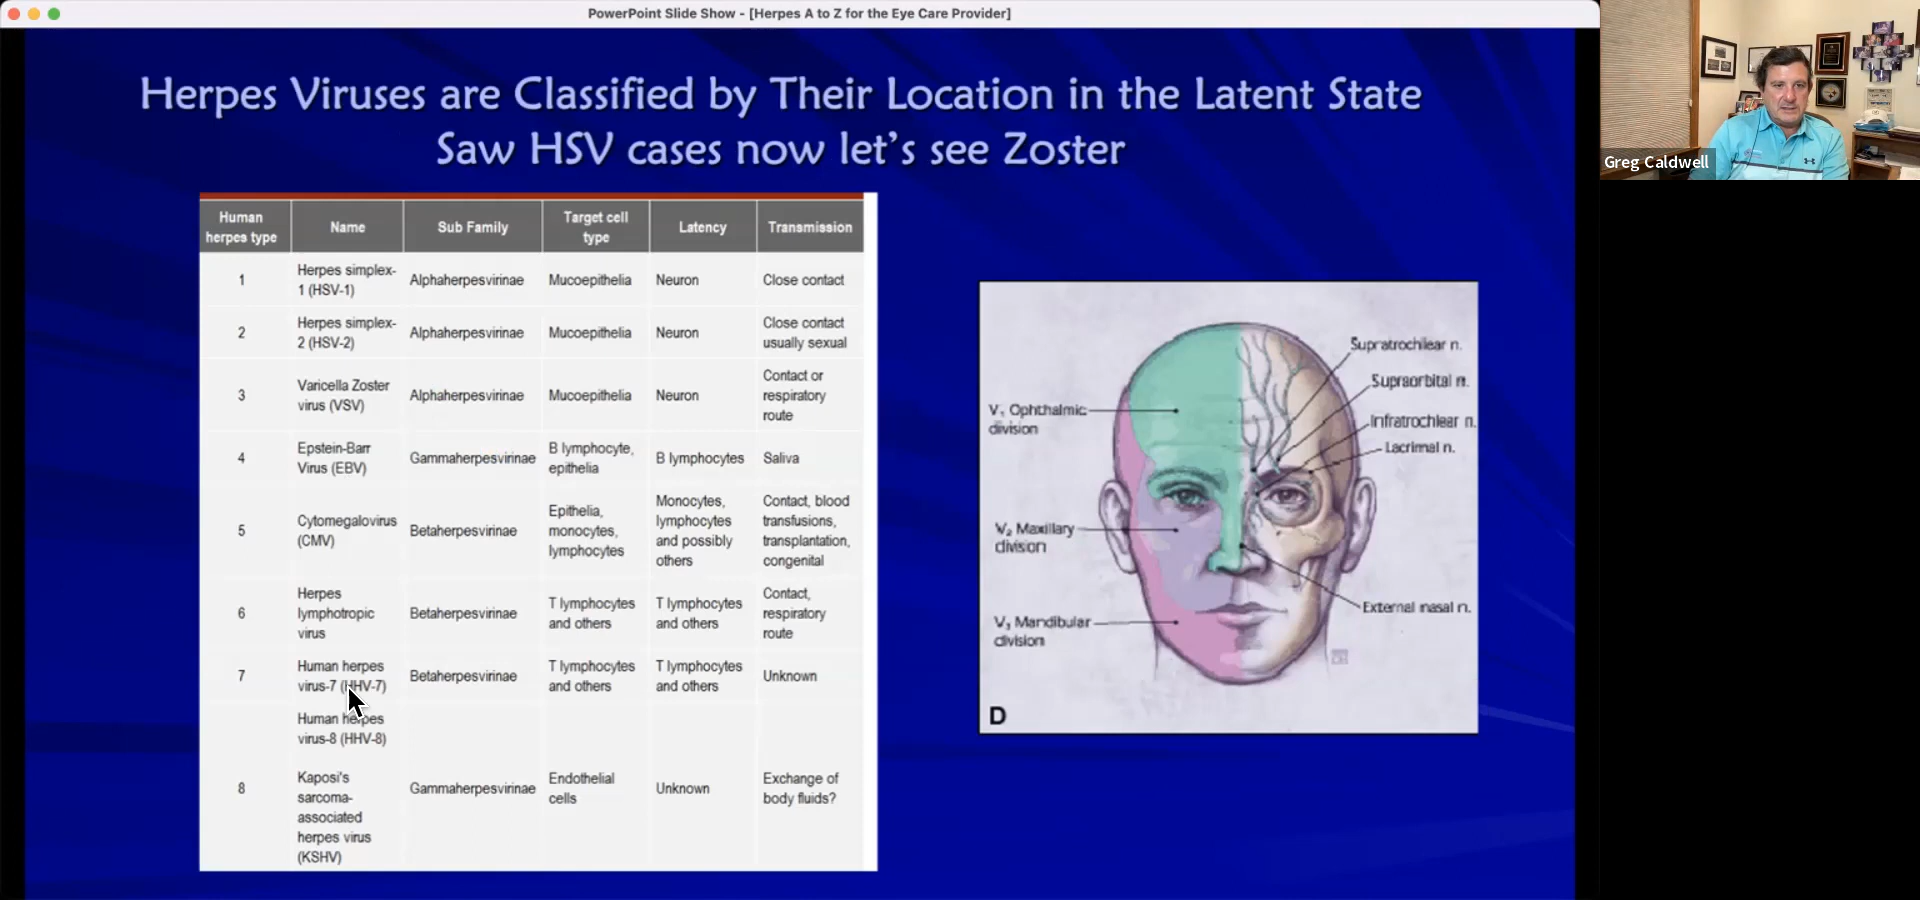 PowerPoint Slide Show - [Herpes A to Z for the Eye Care Provider]
Herpes Viruses are Classified by Their Location in the Latent State
Saw HSV cases now let's see Zoster
Human
herpes type
Name
Sub Family
Target cell
type
Latency
Transmission
1
Herpes simplex-
1 (HSV-1)
Alphaherpesvirinae
Mucoepithelia
Neuron
Close contact
2
Herpes simplex-
2 (HSV-2)
Alphaherpesvirinae
Mucoepithelia
Neuron
Close contact
usually sexual
3
Varicella Zoster
virus (VSV)
Alphaherpesvirinae
Mucoepithelia
Neuron
Contact or
respiratory
route
4
Epstein-Barr
Virus (EBV)
Gammaherpesvirinae
B lymphocyte,
epithelia
B lymphocytes
Saliva
5
Cytomegalovirus
(CMV)
Betaherpesvirinae
Epithelia,
monocytes,
lymphocytes
Monocytes,
lymphocytes
and possibly
others
Contact, blood
transfusions,
transplantation,
congenital
6
Herpes
lymphotropic
virus
Betaherpesvirinae
T lymphocytes
and others
T lymphocytes
and others
Contact,
respiratory
route
7
Human herpes
virus-7 (HHV-7)
Betaherpesvirinae
T lymphocytes
and others
T lymphocytes
and others
Unknown
8
Human herpes
virus-8 (HHV-8)
Kaposi's
sarcoma-
associated
herpes virus
(KSHV)
Gammaherpesvirinae
Endothelial
cells
Unknown
Exchange of
body fluids?
V₁ Ophthalmic
division
V₂ Maxillary
division
V₃ Mandibular
division
Supratrochlear n.
Supraorbital n.
Infratrochlear n.
Lacrimal n.
External nasal n.
D
Greg Caldwell